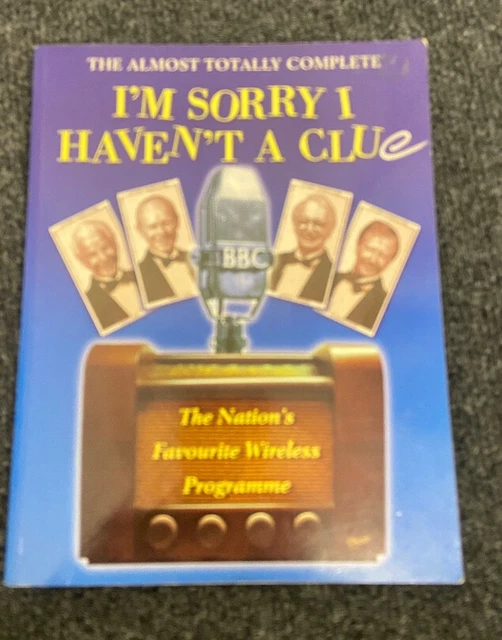 THE ALMOST TOTALLY COMPLETE
I'M SORRY I
HAVEN'T A CLUe
BBC
The Nation's
Favourite Wireless
Programme